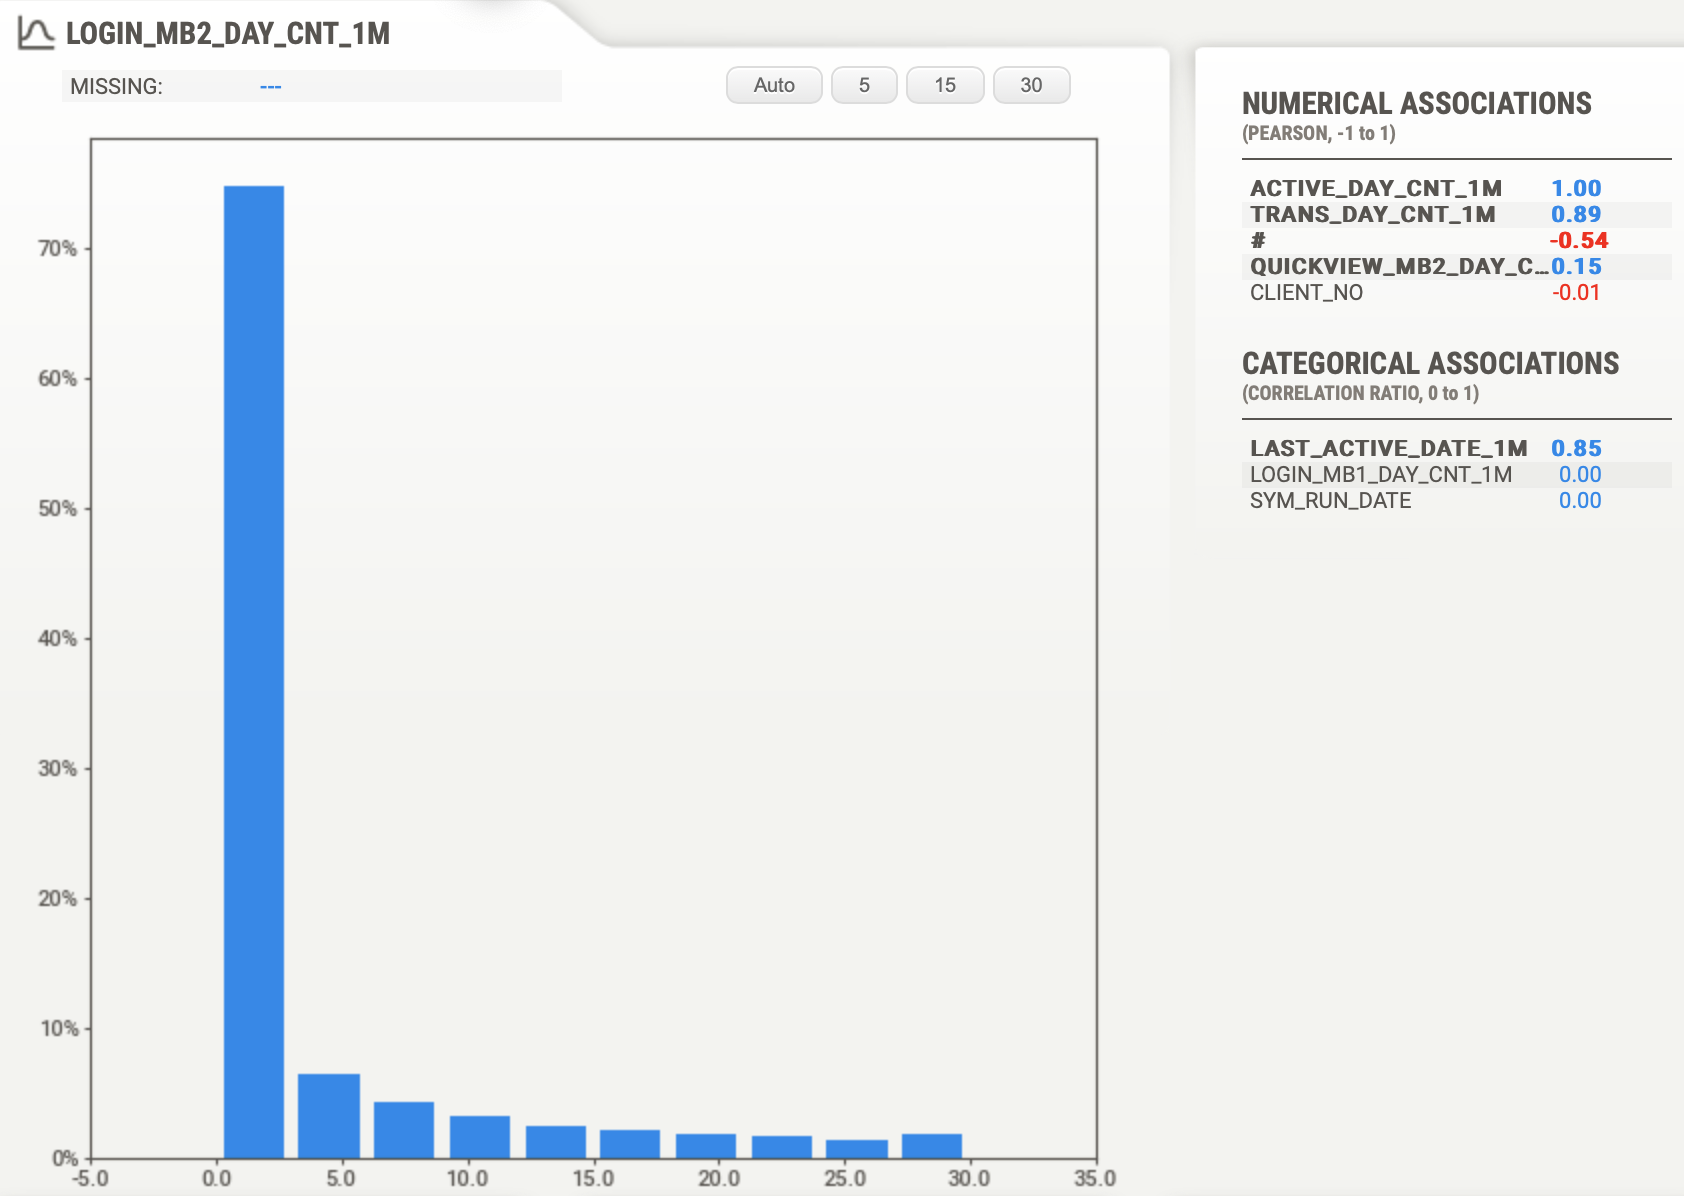 LOGIN_MB2_DAY_CNT_1M
MISSING: ---
Auto 5 15 30
70%
60%
50%
40%
30%
20%
10%
0%
-5.0 0.0 5.0 10.0 15.0 20.0 25.0 30.0 35.0
NUMERICAL ASSOCIATIONS
(PEARSON, -1 to 1)
ACTIVE_DAY_CNT_1M 1.00
TRANS_DAY_CNT_1M 0.89
# -0.54
QUICKVIEW_MB2_DAY_C... 0.15
CLIENT_NO -0.01
CATEGORICAL ASSOCIATIONS
(CORRELATION RATIO, 0 to 1)
LAST_ACTIVE_DATE_1M 0.85
LOGIN_MB1_DAY_CNT_1M 0.00
SYM_RUN_DATE 0.00